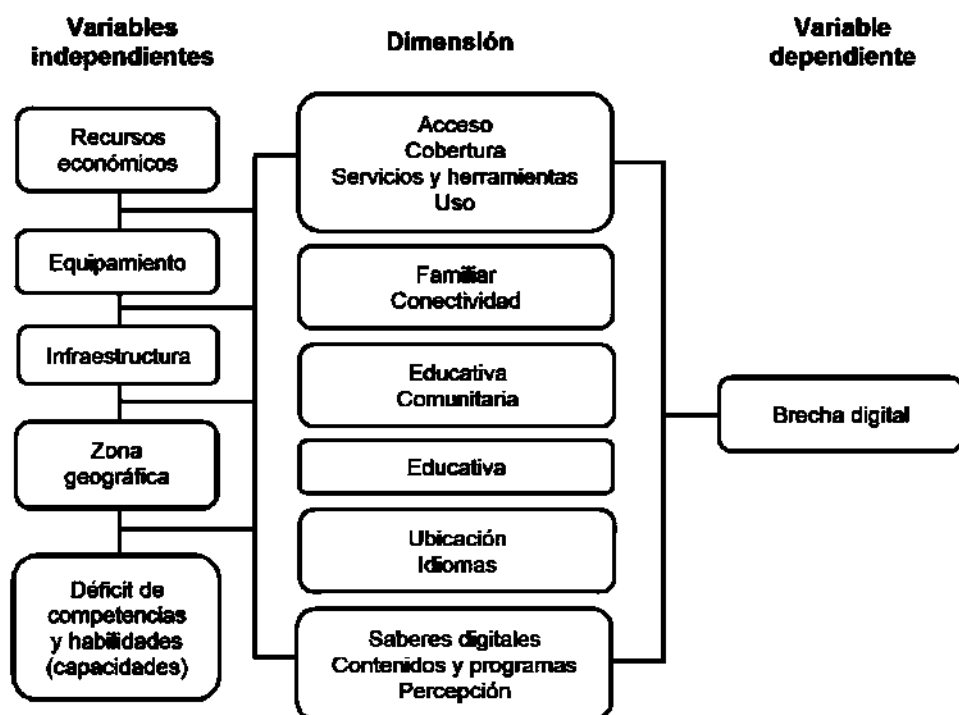 Variables
independientes
Recursos
económicos
Equipamiento
Infraestructura
Zona
geográfica
Déficit de
competencias
y habilidades
(capacidades)
Dimensión
Acceso
Cobertura
Servicios y herramientas
Uso
Familiar
Conectividad
Educativa
Comunitaria
Educativa
Ubicación
Idiomas
Saberes digitales
Contenidos y programas
Percepción
Variable
dependiente
Brecha digital